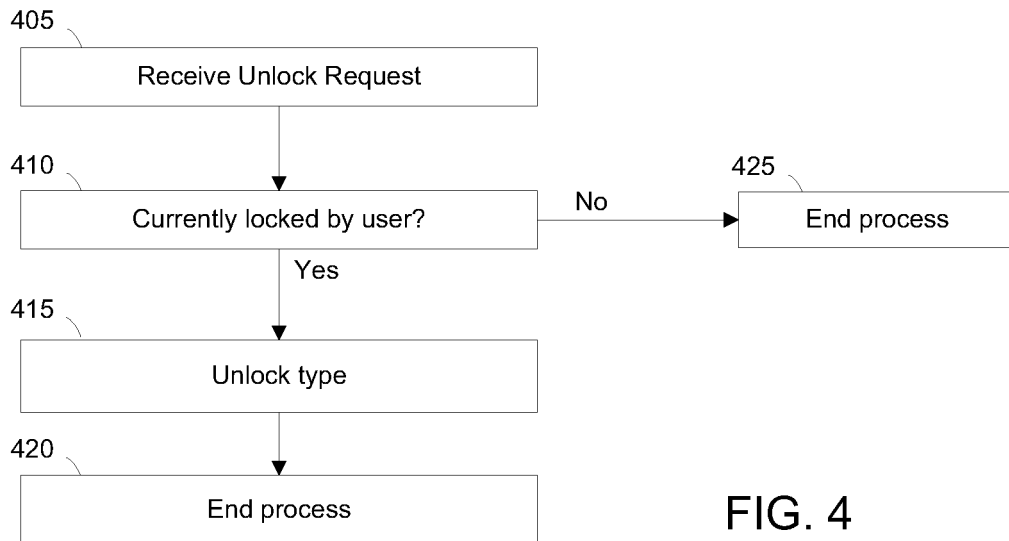 405
Receive Unlock Request
410
Currently locked by user?
No
425
End process
Yes
415
Unlock type
420
End process
FIG. 4